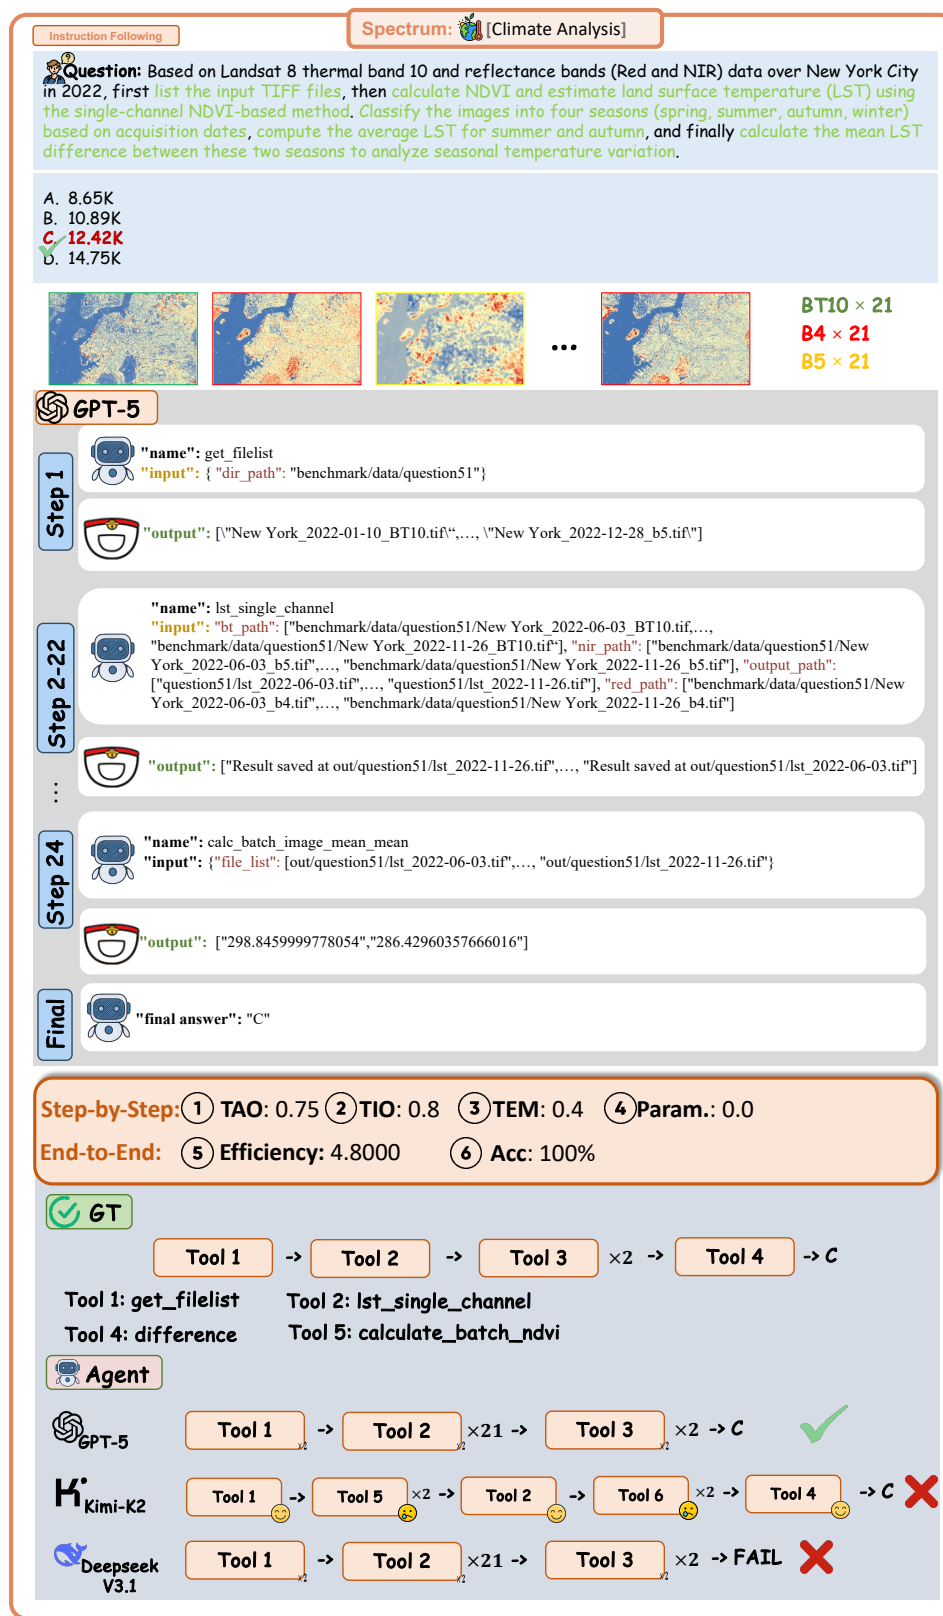 Instruction Following
Spectrum: [Climate Analysis]
Question: Based on Landsat 8 thermal band 10 and reflectance bands (Red and NIR) data over New York City
in 2022, first list the input TIFF files, then calculate NDVI and estimate land surface temperature (LST) using
the single-channel NDVI-based method. Classify the images into four seasons (spring, summer, autumn, winter)
based on acquisition dates, compute the average LST for summer and autumn, and finally calculate the mean LST
difference between these two seasons to analyze seasonal temperature variation.
A. 8.65K
B. 10.89K
C. 12.42K
D. 14.75K
...
BT10 × 21
B4 × 21
B5 × 21
GPT-5
Step 1
"name": get_filelist
"input": { "dir_path": "benchmark/data/question51"}
"output": [\"New York_2022-01-10_BT10.tif\“,…, \"New York_2022-12-28_b5.tif\"]
Step 2-22
"name": lst_single_channel
"input": "bt_path": ["benchmark/data/question51/New York_2022-06-03_BT10.tif,…,
"benchmark/data/question51/New York_2022-11-26_BT10.tif“], "nir_path": ["benchmark/data/question51/New
York_2022-06-03_b5.tif",…, "benchmark/data/question51/New York_2022-11-26_b5.tif"], "output_path":
["question51/lst_2022-06-03.tif",…, "question51/lst_2022-11-26.tif"], "red_path": ["benchmark/data/question51/New
York_2022-06-03_b4.tif",…, "benchmark/data/question51/New York_2022-11-26_b4.tif"]
"output": ["Result saved at out/question51/lst_2022-11-26.tif",…, "Result saved at out/question51/lst_2022-06-03.tif"]
...
Step 24
"name": calc_batch_image_mean_mean
"input": {"file_list": [out/question51/lst_2022-06-03.tif",…, "out/question51/lst_2022-11-26.tif"}
"output": ["298.8459999778054","286.42960357666016"]
Final
"final answer": "C"
Step-by-Step: 1 TAO: 0.75 2 TIO: 0.8 3 TEM: 0.4 4 Param.: 0.0
End-to-End: 5 Efficiency: 4.8000 6 Acc: 100%
GT
Tool 1 -> Tool 2 -> Tool 3 ×2 -> Tool 4 -> C
Tool 1: get_filelist Tool 2: lst_single_channel
Tool 4: difference Tool 5: calculate_batch_ndvi
Agent
GPT-5 Tool 1 ×2 -> Tool 2 ×2 ×21 -> Tool 3 ×2 ×2 -> C
Kimi-K2 Tool 1 -> Tool 5 ×2 -> Tool 2 -> Tool 6 ×2 -> Tool 4 -> C
Deepseek V3.1 Tool 1 ×2 -> Tool 2 ×2 ×21 -> Tool 3 ×2 ×2 -> FAIL